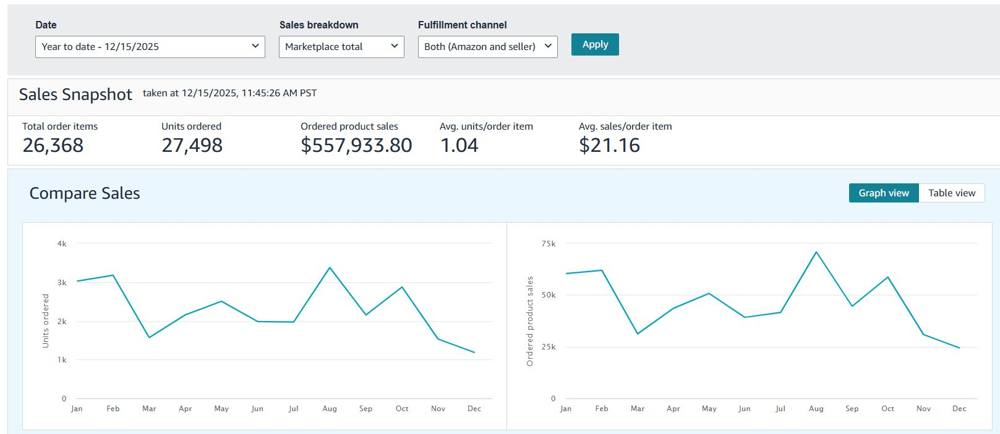 Date
Sales breakdown
Fulfillment channel
Year to date - 12/15/2025
Marketplace total
Both (Amazon and seller)
Apply
Sales Snapshot taken at 12/15/2025, 11:45:26 AM PST
Total order items
26,368
Units ordered
27,498
Ordered product sales
$557,933.80
Avg. units/order item
1.04
Avg. sales/order item
$21.16
Compare Sales
Graph view
Table view
Units ordered
4k
3k
2k
1k
0
Jan Feb Mar Apr May Jun Jul Aug Sep Oct Nov Dec
Ordered product sales
75k
50k
25k
0
Jan Feb Mar Apr May Jun Jul Aug Sep Oct Nov Dec